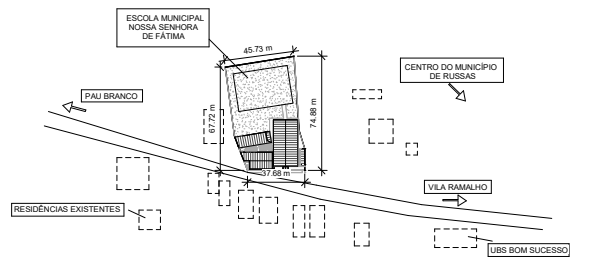 ESCOLA MUNICIPAL
NOSSA SENHORA
DE FÁTIMA
45.73 m
CENTRO DO MUNICÍPIO
DE RUSSAS
PAU BRANCO
67.72 m
74.88 m
37.68 m
VILA RAMALHO
RESIDÊNCIAS EXISTENTES
UBS BOM SUCESSO